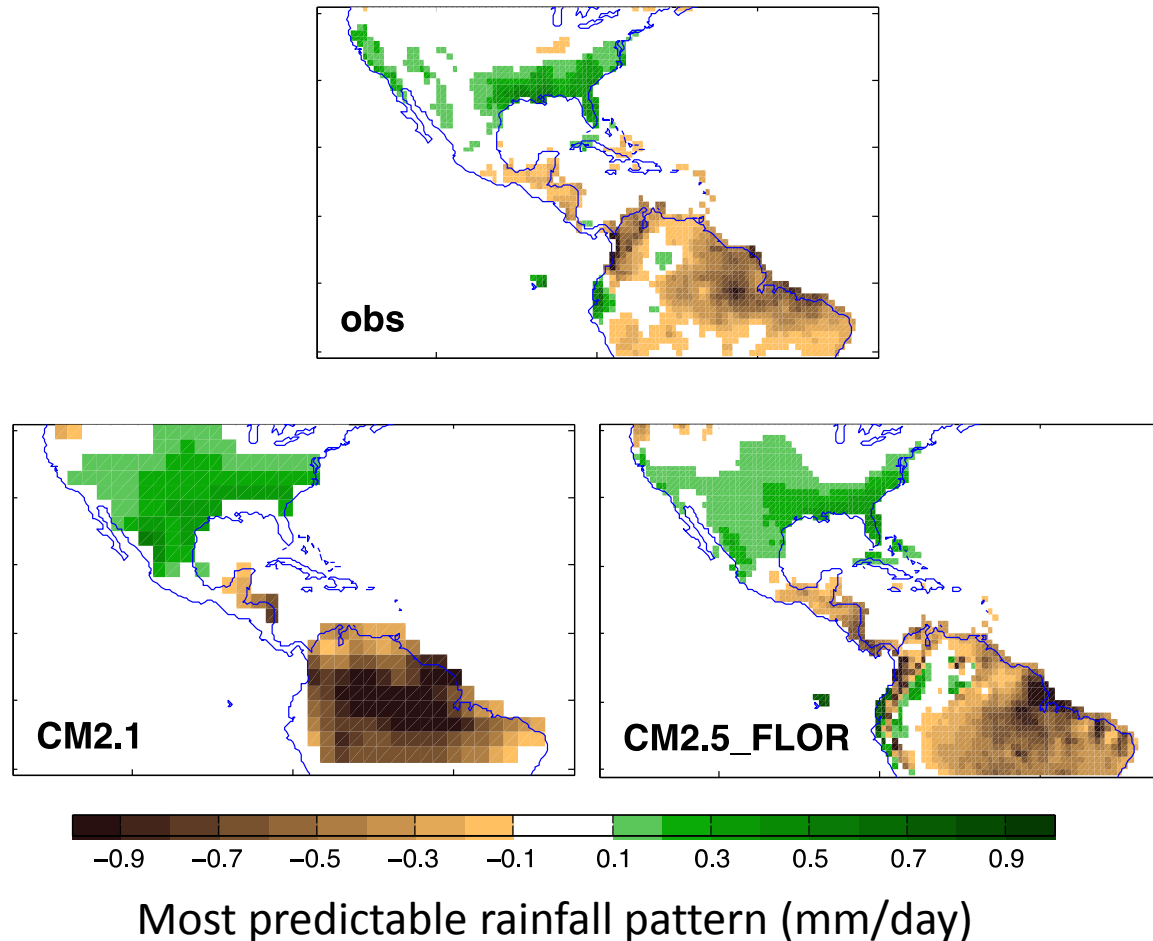 obs
CM2.1
CM2.5_FLOR
−0.9 −0.7 −0.5 −0.3 −0.1 0.1 0.3 0.5 0.7 0.9
Most predictable rainfall pattern (mm/day)